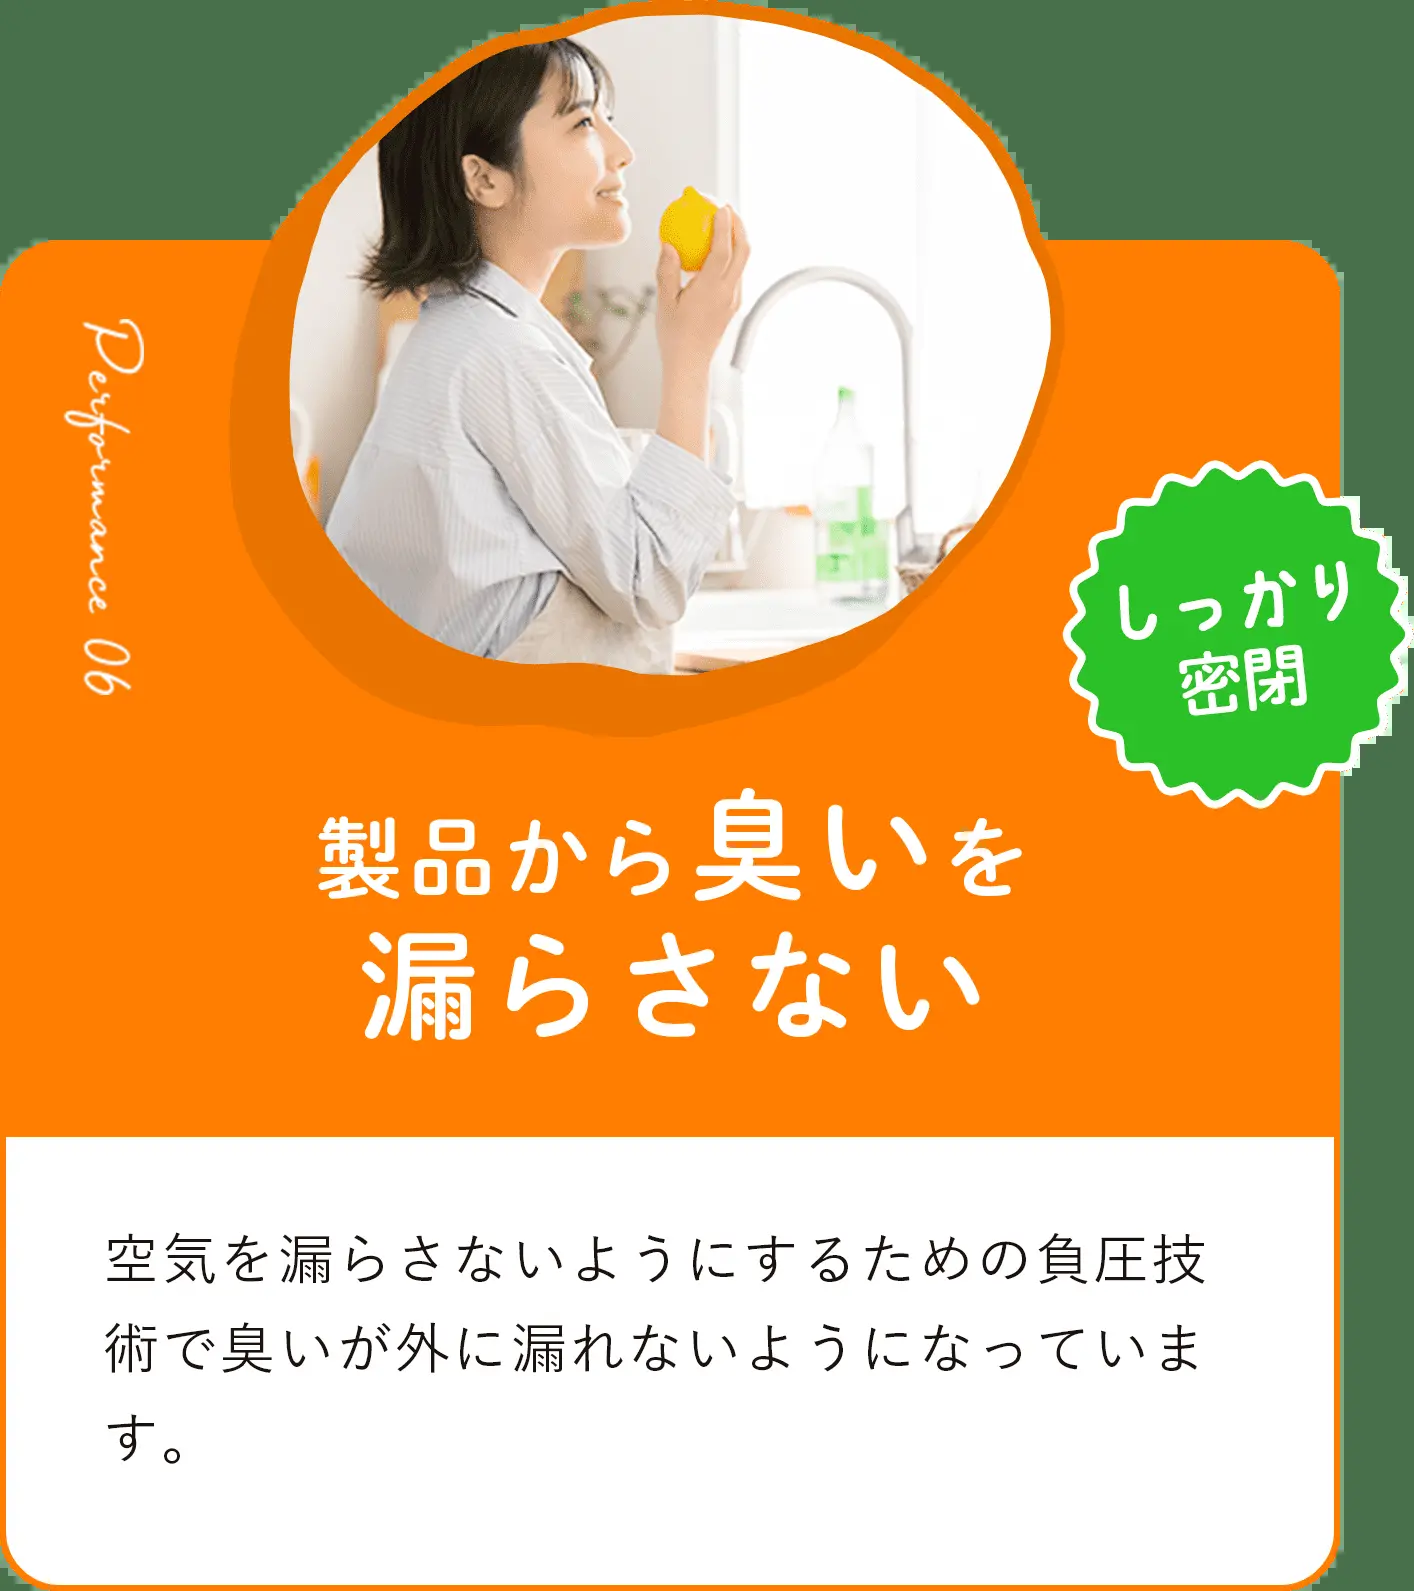 Performance 06
しっかり
密閉
製品から臭いを
漏らさない
空気を漏らさないようにするための負圧技
術で臭いが外に漏れないようになっていま
す。